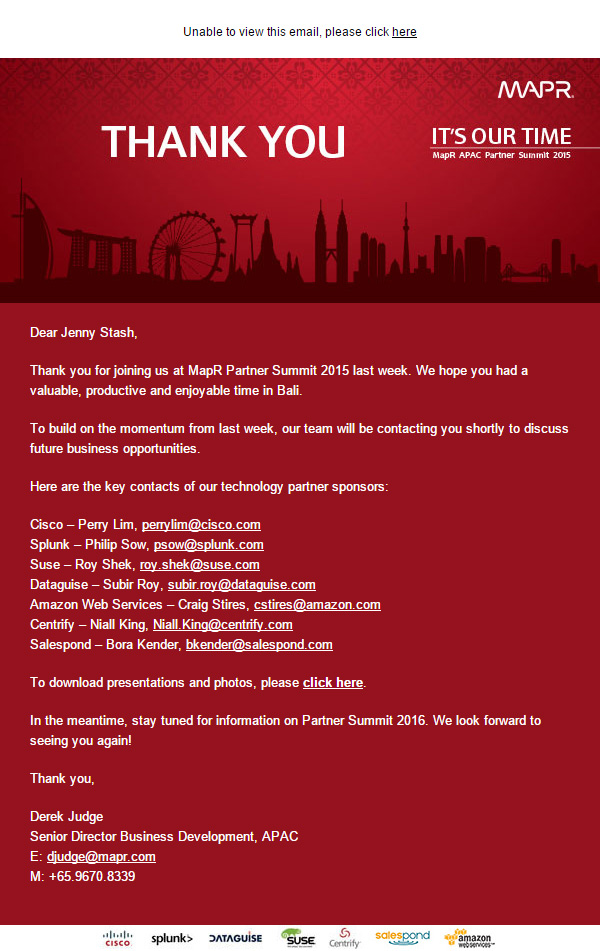 Unable to view this email, please click here
MAPR
THANK YOU
IT'S OUR TIME
MapR APAC Partner Summit 2015
Dear Jenny Stash,
Thank you for joining us at MapR Partner Summit 2015 last week. We hope you had a
valuable, productive and enjoyable time in Bali.
To build on the momentum from last week, our team will be contacting you shortly to discuss
future business opportunities.
Here are the key contacts of our technology partner sponsors:
Cisco – Perry Lim, perrylim@cisco.com
Splunk – Philip Sow, psow@splunk.com
Suse – Roy Shek, roy.shek@suse.com
Dataguise – Subir Roy, subir.roy@dataguise.com
Amazon Web Services – Craig Stires, cstires@amazon.com
Centrify – Niall King, Niall.King@centrify.com
Salespond – Bora Kender, bkender@salespond.com
To download presentations and photos, please click here.
In the meantime, stay tuned for information on Partner Summit 2016. We look forward to
seeing you again!
Thank you,
Derek Judge
Senior Director Business Development, APAC
E: djudge@mapr.com
M: +65.9670.8339
CISCO splunk> DATAGUISE SUSE Centrify salespond amazon
webservices